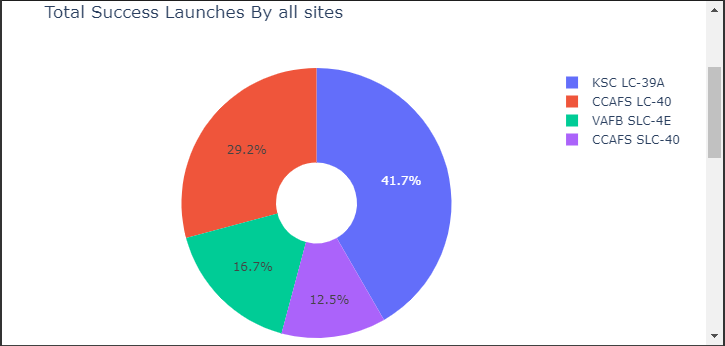 Total Success Launches By all sites
KSC LC-39A
CCAFS LC-40
VAFB SLC-4E
CCAFS SLC-40
29.2%
41.7%
16.7%
12.5%